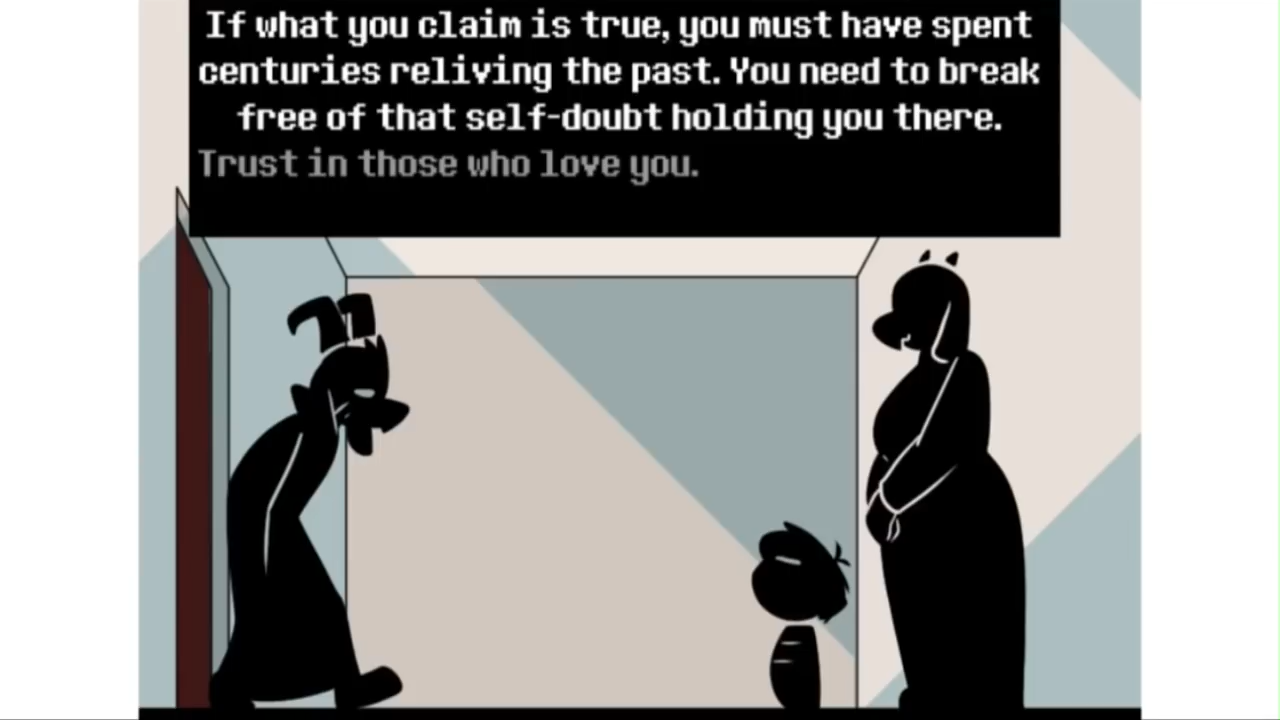 If what you claim is true, you must have spent
centuries reliving the past. You need to break
free of that self-doubt holding you there.
Trust in those who love you.